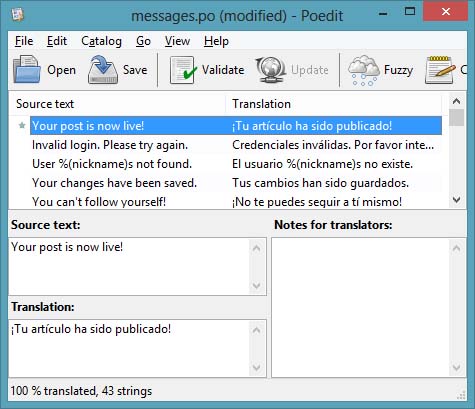 messages.po (modified) - Poedit
File Edit Catalog Go View Help
Open Save Validate Update Fuzzy
Source text Translation
Your post is now live! ¡Tu artículo ha sido publicado!
Invalid login. Please try again. Credenciales inválidas. Por favor inte...
User %(nickname)s not found. El usuario %(nickname)s no existe.
Your changes have been saved. Tus cambios han sido guardados.
You can't follow yourself! ¡No te puedes seguir a tí mismo!
Source text: Notes for translators:
Your post is now live!
Translation:
¡Tu artículo ha sido publicado!
100 % translated, 43 strings